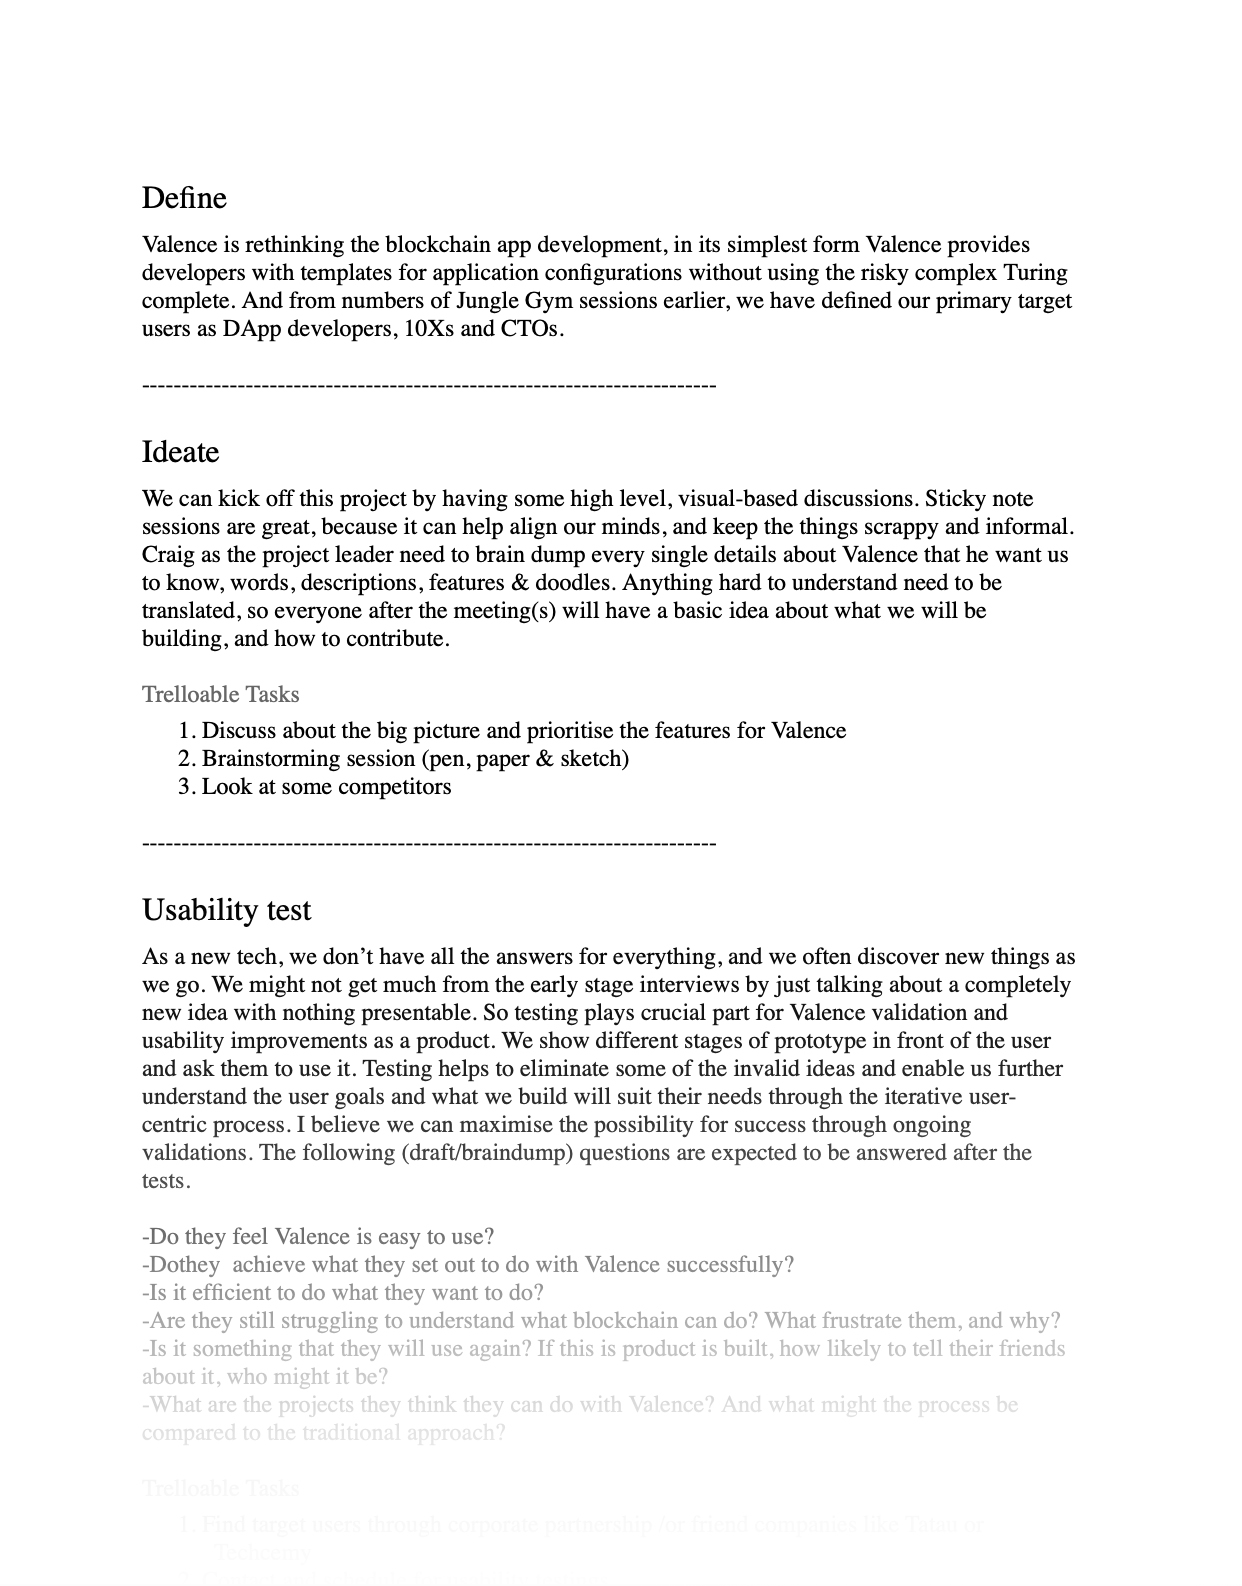 Define
Valence is rethinking the blockchain app development, in its simplest form Valence provides
developers with templates for application configurations without using the risky complex Turing
complete. And from numbers of Jungle Gym sessions earlier, we have defined our primary target
users as DApp developers, 10Xs and CTOs.
------------------------------------------------------------------------
Ideate
We can kick off this project by having some high level, visual-based discussions. Sticky note
sessions are great, because it can help align our minds, and keep the things scrappy and informal.
Craig as the project leader need to brain dump every single details about Valence that he want us
to know, words, descriptions, features & doodles. Anything hard to understand need to be
translated, so everyone after the meeting(s) will have a basic idea about what we will be
building, and how to contribute.
Trelloable Tasks
1. Discuss about the big picture and prioritise the features for Valence
2. Brainstorming session (pen, paper & sketch)
3. Look at some competitors
------------------------------------------------------------------------
Usability test
As a new tech, we don’t have all the answers for everything, and we often discover new things as
we go. We might not get much from the early stage interviews by just talking about a completely
new idea with nothing presentable. So testing plays crucial part for Valence validation and
usability improvements as a product. We show different stages of prototype in front of the user
and ask them to use it. Testing helps to eliminate some of the invalid ideas and enable us further
understand the user goals and what we build will suit their needs through the iterative user-
centric process. I believe we can maximise the possibility for success through ongoing
validations. The following (draft/braindump) questions are expected to be answered after the
tests.
-Do they feel Valence is easy to use?
-Dothey  achieve what they set out to do with Valence successfully?
-Is it efficient to do what they want to do?
-Are they still struggling to understand what blockchain can do? What frustrate them, and why?
-Is it something that they will use again? If this is product is built, how likely to tell their friends
about it, who might it be?
-What are the projects they think they can do with Valence? And what might the process be
compared to the traditional approach?
Trelloable Tasks
1. Find target users through corporate partnership /or friend companies like Tatau or